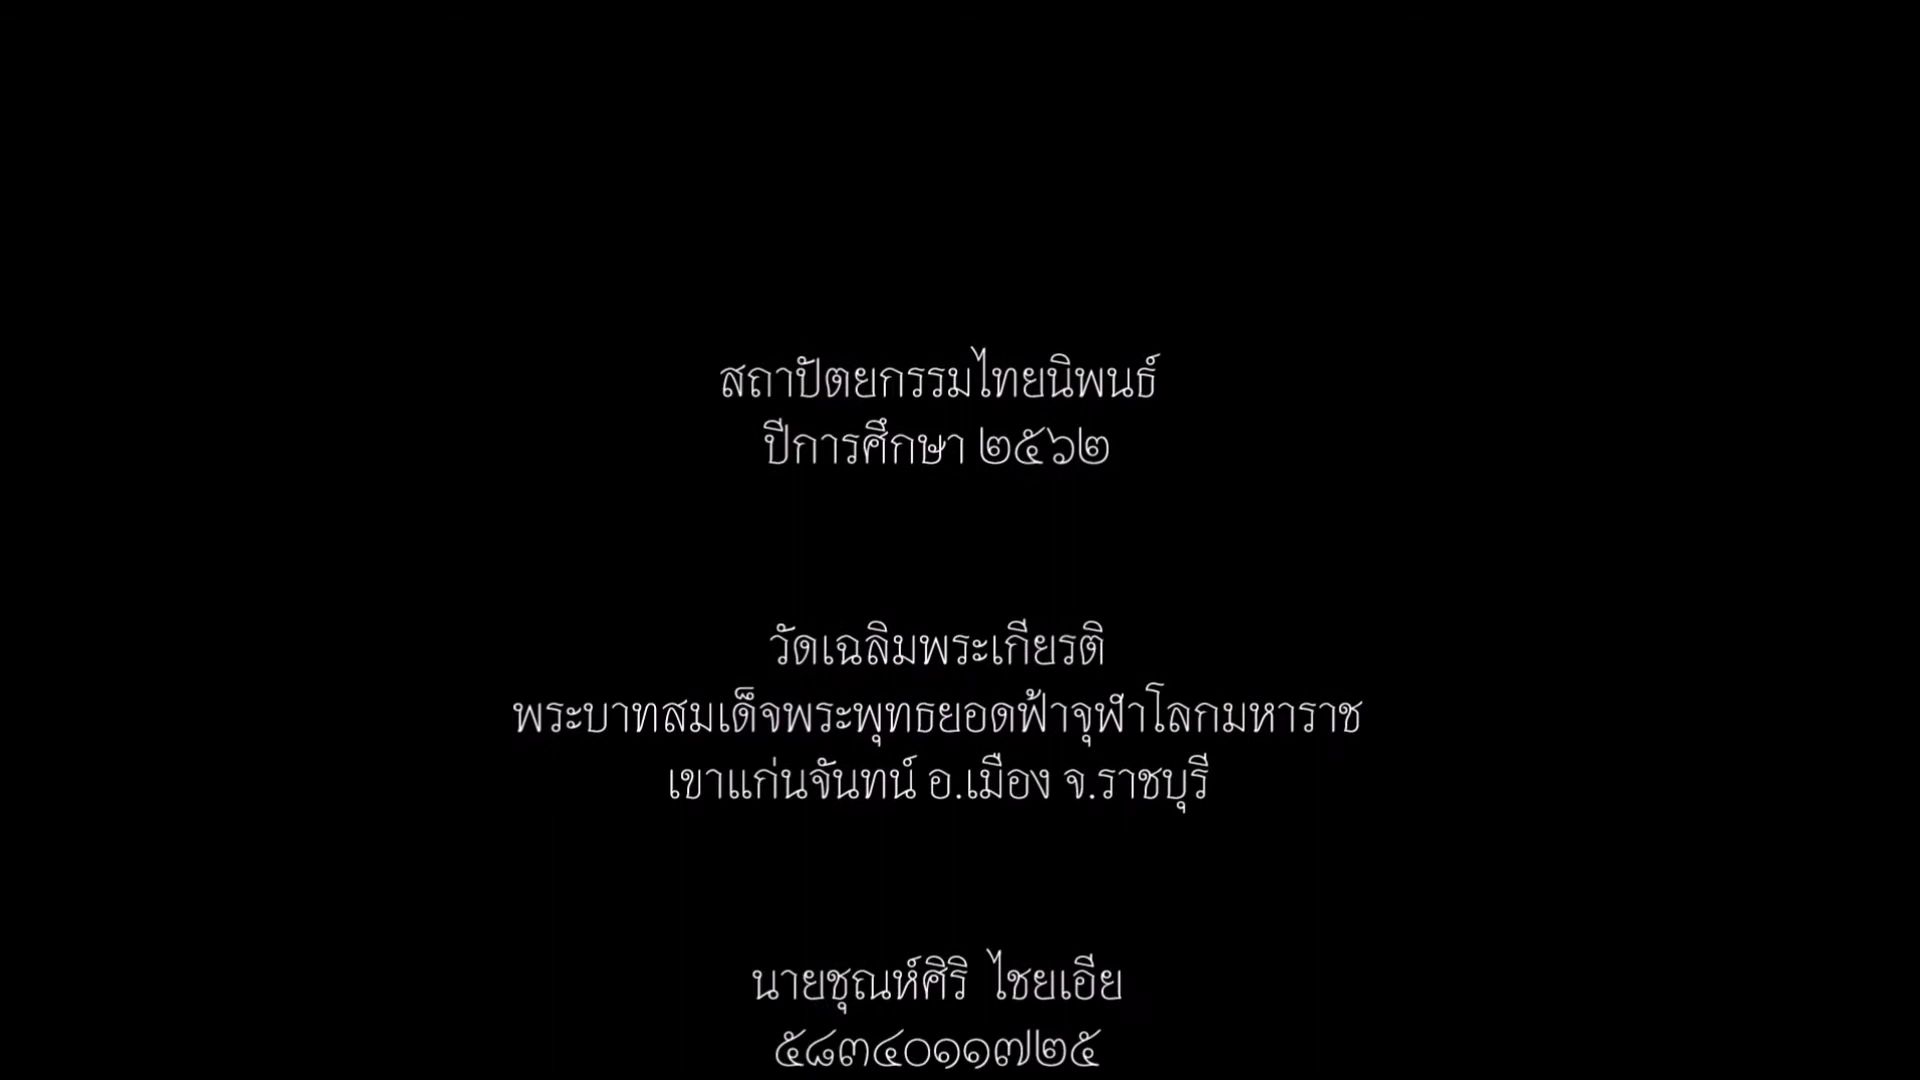 สถาปัตยกรรมไทยนิพนธ์
ปีการศึกษา ๒๕๖๒
วัดเฉลิมพระเกียรติ
พระบาทสมเด็จพระพุทธยอดฟ้าจุฬาโลกมหาราช
เขาแก่นจันทน์ อ.เมือง จ.ราชบุรี
นายชุณห์ศิริ ไชยเอีย
๕๘๓๔๐๑๑๗๒๕